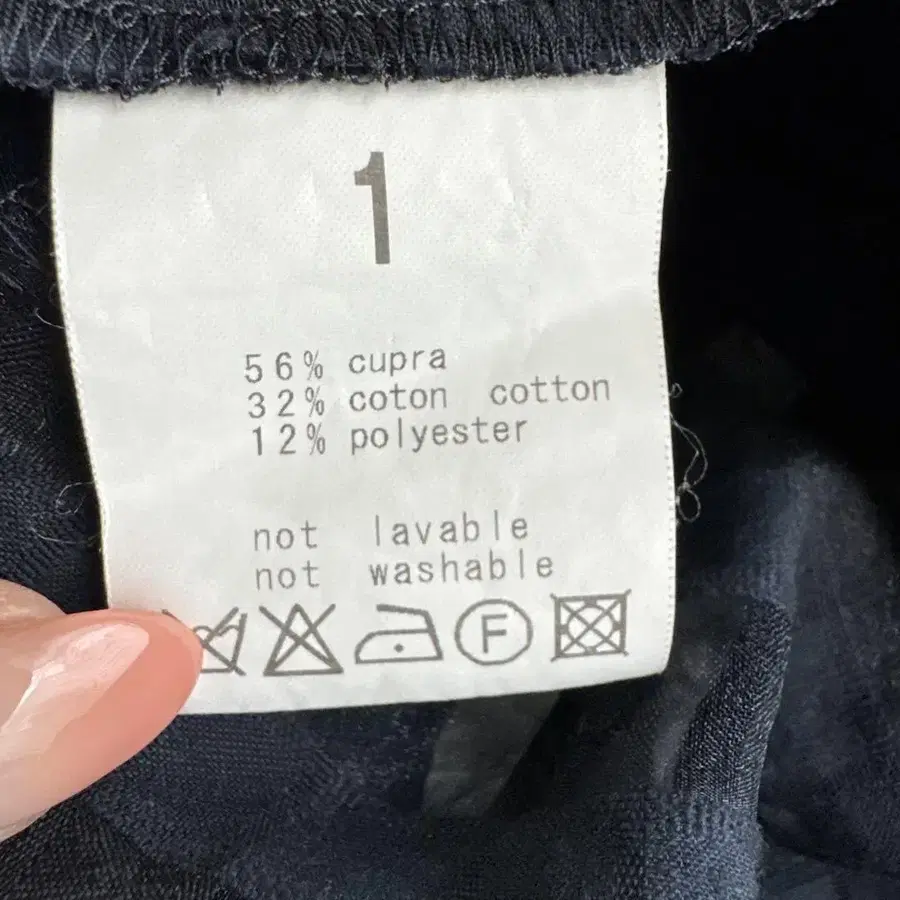 1
56% cupra
32% coton cotton
12% polyester
not lavable
not washable
F